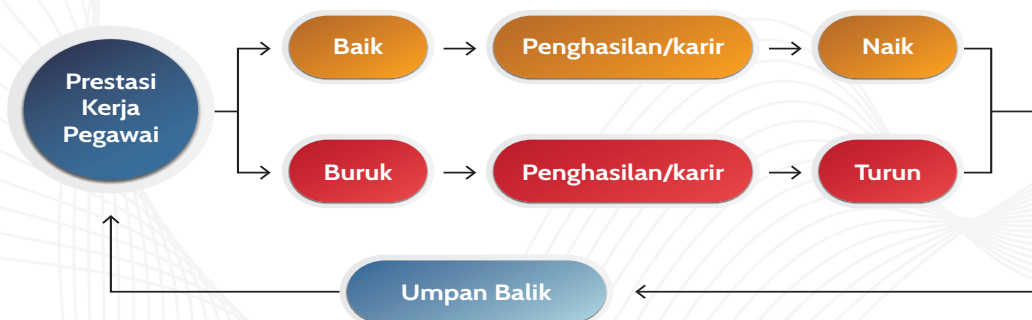 Prestasi
Kerja
Pegawai
Baik
Penghasilan/karir
Naik
Buruk
Penghasilan/karir
Turun
Umpan Balik